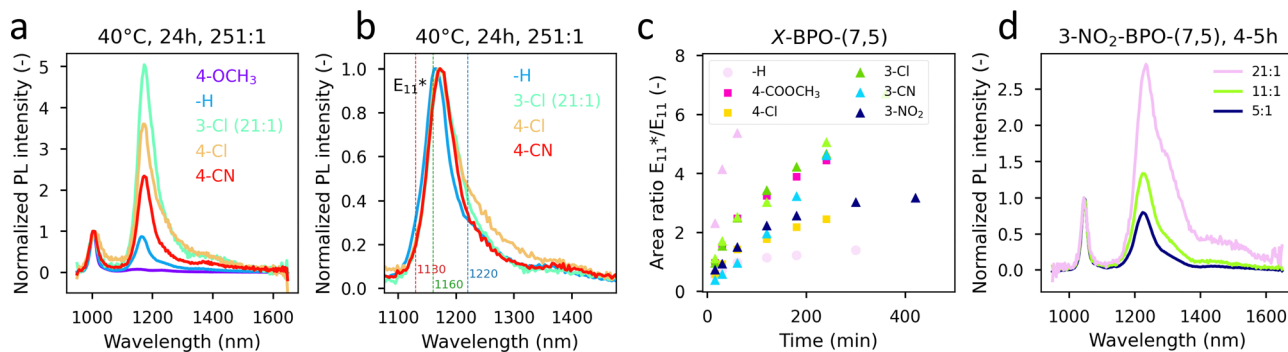 a
40°C, 24h, 251:1
Normalized PL intensity (-)
5
4
3
2
1
0
4-OCH₃
-H
3-Cl (21:1)
4-Cl
4-CN
1000 1200 1400 1600
Wavelength (nm)
b
40°C, 24h, 251:1
Normalized PL intensity (-)
1.0
0.8
0.6
0.4
0.2
0.0
E₁₁*
-H
3-Cl (21:1)
4-Cl
4-CN
1130
1160
1220
1100 1200 1300 1400
Wavelength (nm)
c
X-BPO-(7,5)
Area ratio E₁₁*/E₁₁ (-)
8
6
4
2
0
-H
4-COOCH₃
4-Cl
3-Cl
3-CN
3-NO₂
0 200 400
Time (min)
d
3-NO₂-BPO-(7,5), 4-5h
Normalized PL intensity (-)
2.5
2.0
1.5
1.0
0.5
0.0
21:1
11:1
5:1
1000 1200 1400 1600
Wavelength (nm)